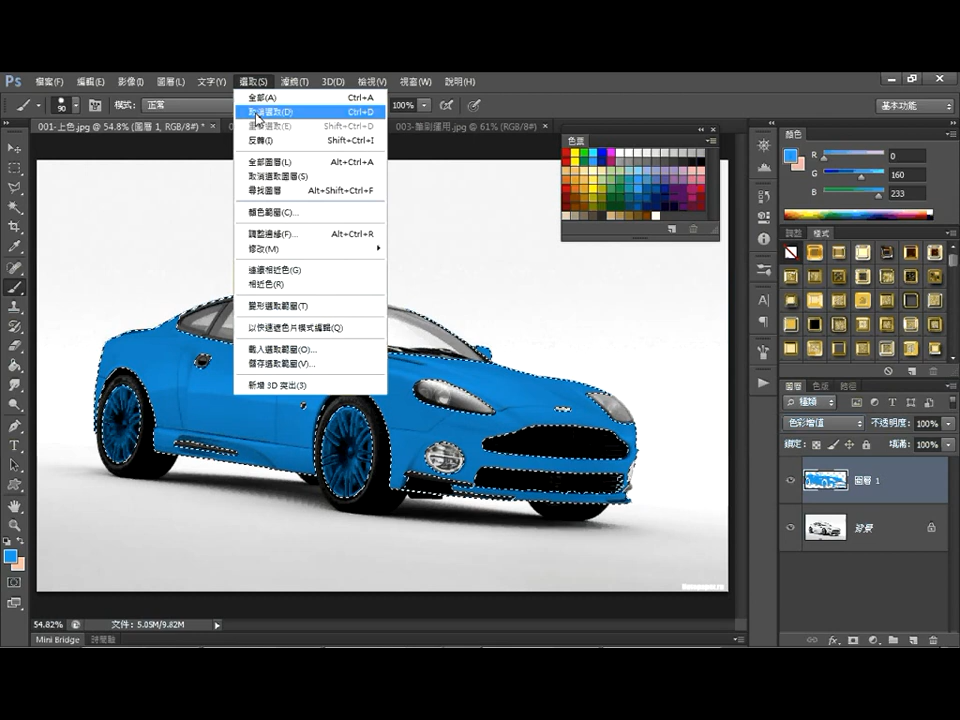 Ps 檔案(F) 編輯(E) 影像(I) 圖層(L) 文字(Y) 選取(S) 濾鏡(T) 3D(D) 檢視(V) 視窗(W) 說明(H)
90 模式: 正常 100% 基本功能
001-上色.jpg @ 54.8% (圖層 1, RGB/8#) * × 003-酷刷運用.jpg @ 61% (RGB/8#) ×
全部(A) Ctrl+A
取消選取(D) Ctrl+D
重新選取(E) Shift+Ctrl+D
反轉(I) Shift+Ctrl+I
全部圖層(L) Alt+Ctrl+A
取消選取圖層(S)
尋找圖層 Alt+Shift+Ctrl+F
顏色範圍(C)...
調整邊緣(F)... Alt+Ctrl+R
修改(M)
連續相近色(G)
相近色(R)
變形選取範圍(T)
以快速遮色片模式編輯(Q)
載入選取範圍(O)...
儲存選取範圍(V)...
新增 3D 突出(3)
色票
顏色
R 0
G 160
B 233
調整 樣式
圖層 色版 路徑
種類
色彩增值 不透明度: 100%
鎖定: 填滿: 100%
圖層 1
背景
54.82% 文件: 5.05M/9.82M
Mini Bridge 時間軸